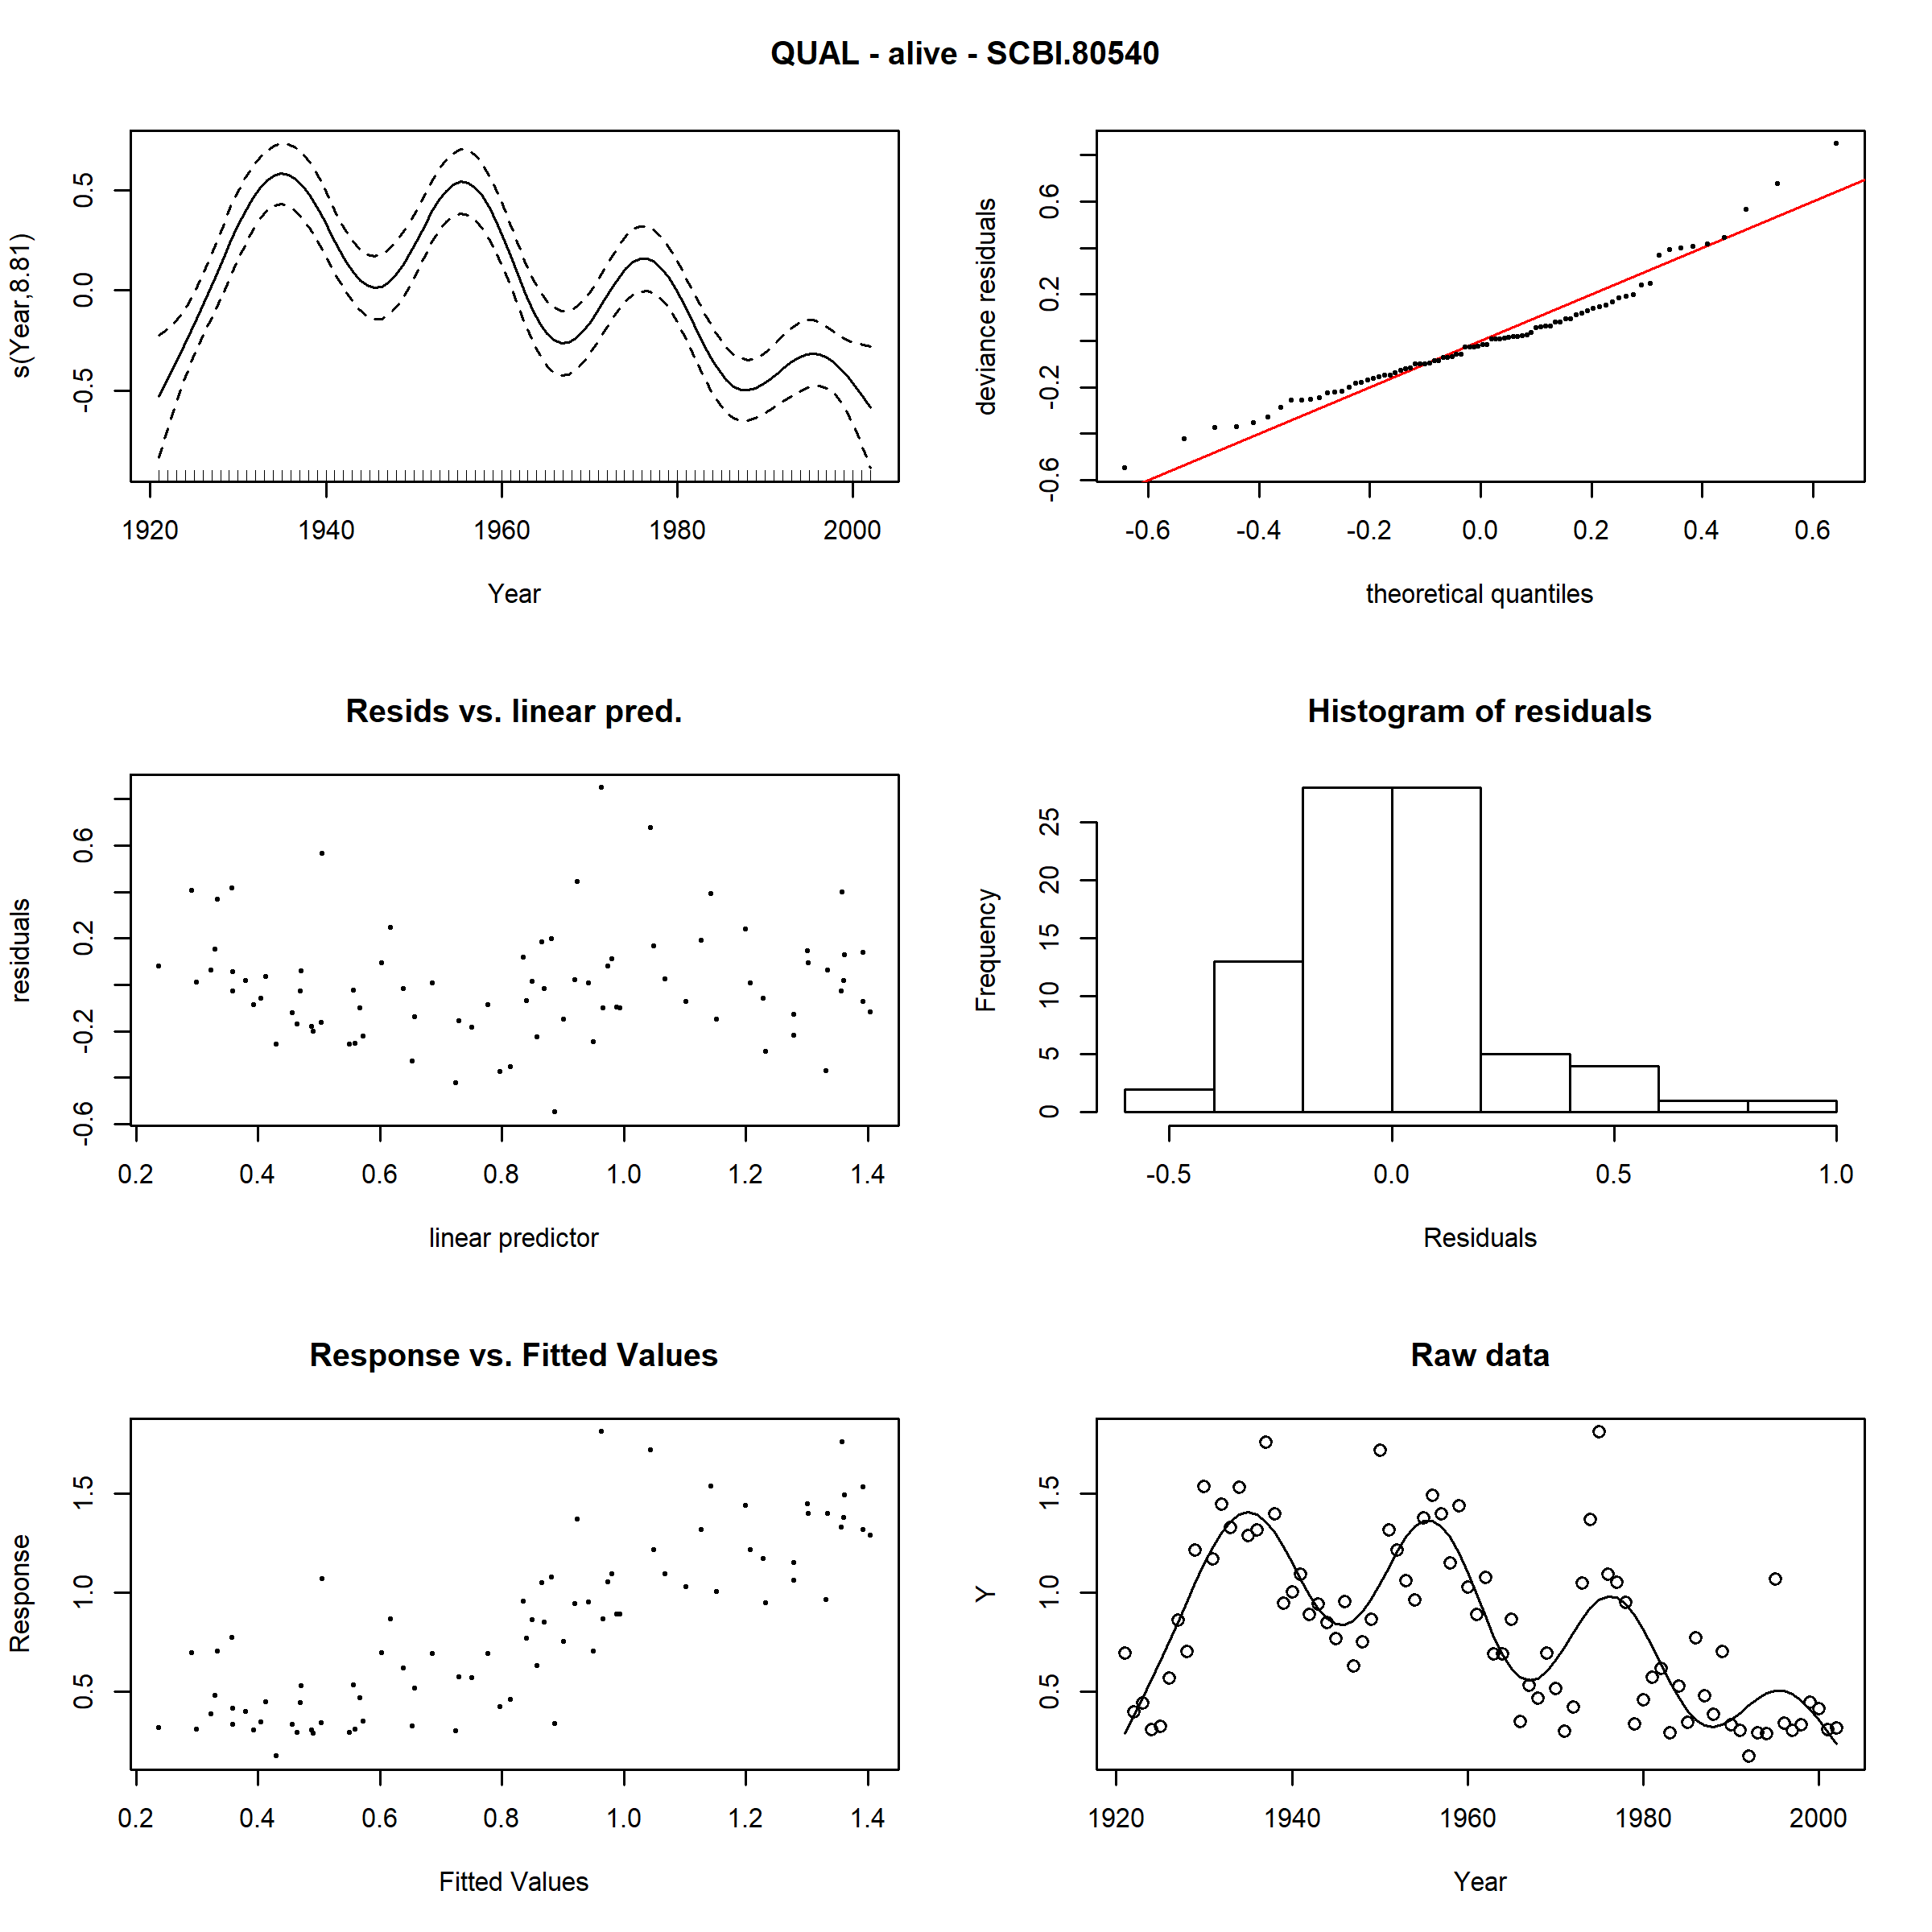 QUAL - alive - SCBI.80540
s(Year,8.81)
0.5
0.0
-0.5
1920 1940 1960 1980 2000
Year
deviance residuals
0.6
0.2
-0.2
-0.6
-0.6 -0.4 -0.2 0.0 0.2 0.4 0.6
theoretical quantiles
Resids vs. linear pred.
residuals
0.6
0.2
-0.2
-0.6
0.2 0.4 0.6 0.8 1.0 1.2 1.4
linear predictor
Histogram of residuals
Frequency
25
20
15
10
5
0
-0.5 0.0 0.5 1.0
Residuals
Response vs. Fitted Values
Response
1.5
1.0
0.5
0.2 0.4 0.6 0.8 1.0 1.2 1.4
Fitted Values
Raw data
Y
1.5
1.0
0.5
1920 1940 1960 1980 2000
Year